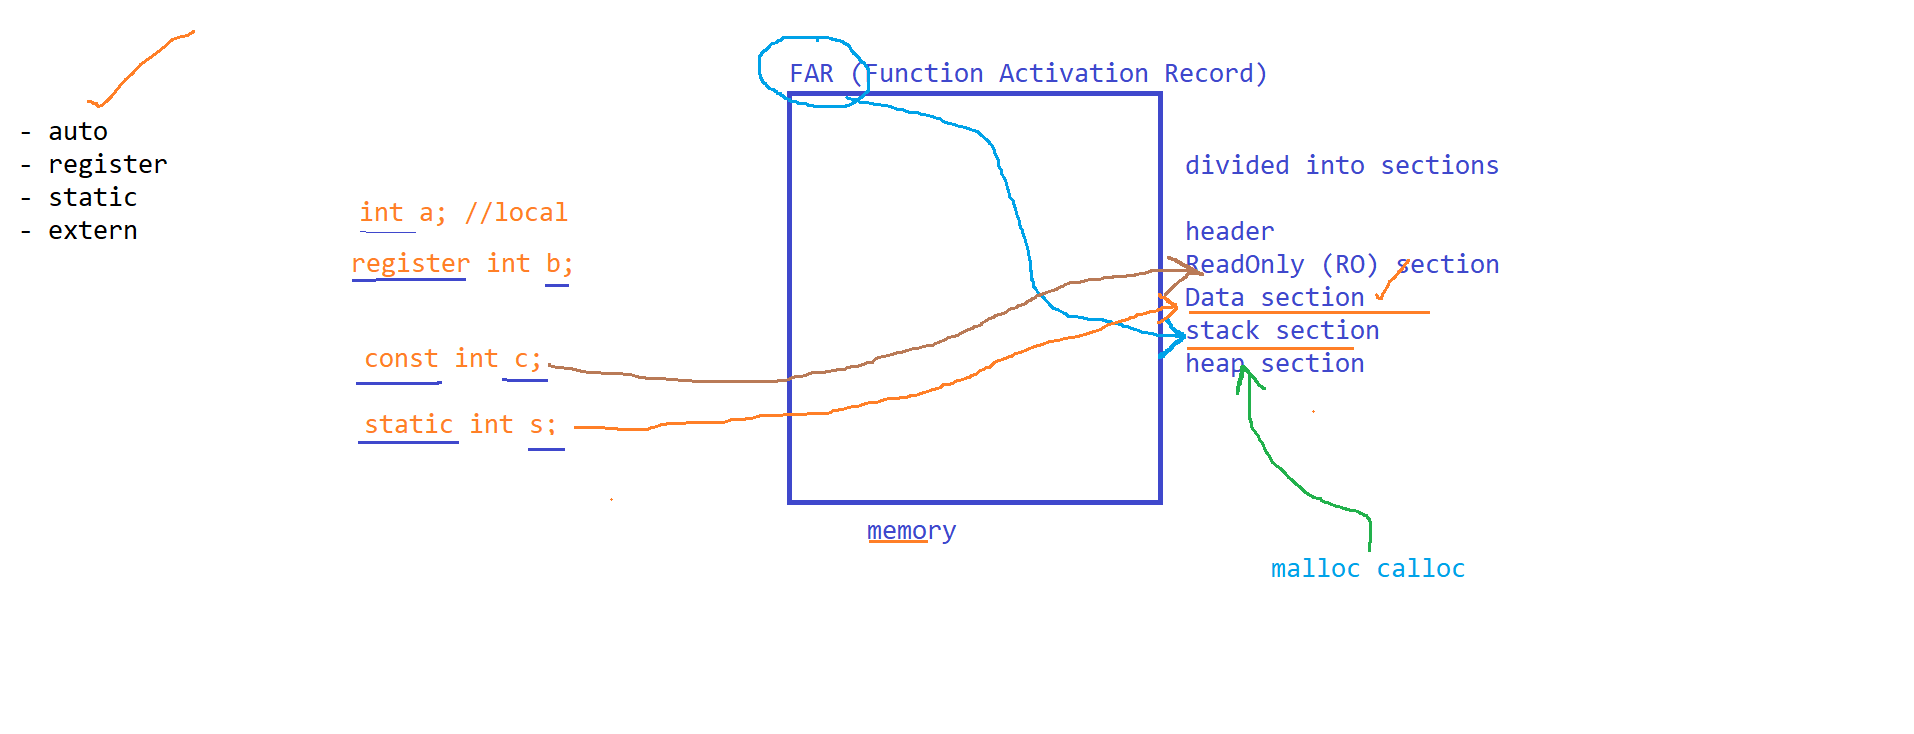 - auto
- register
- static
- extern
int a; //local
register int b;
const int c;
static int s;
FAR (Function Activation Record)
memory
divided into sections
header
ReadOnly (RO) section
Data section
stack section
heap section
malloc calloc